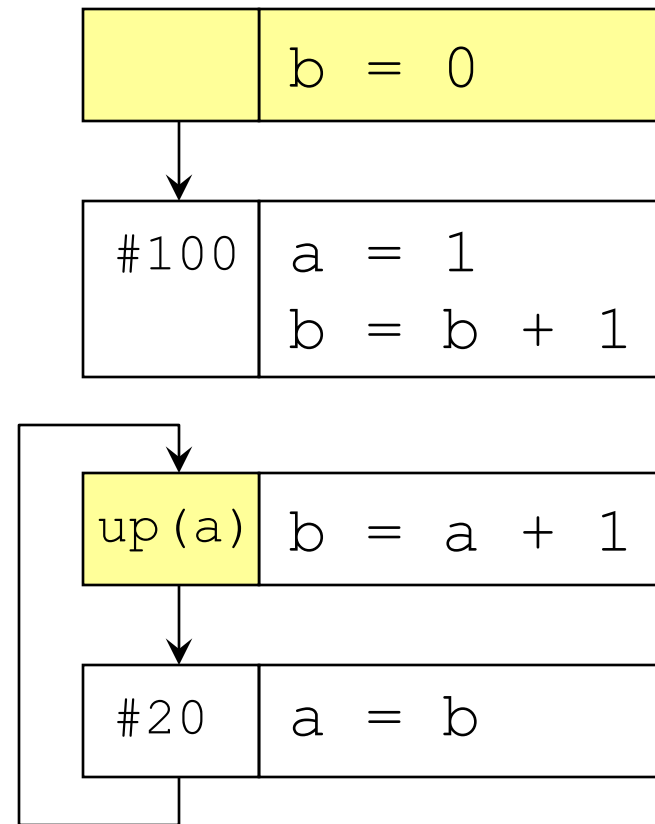 b = 0
#100 a = 1
b = b + 1
up(a) b = a + 1
#20 a = b